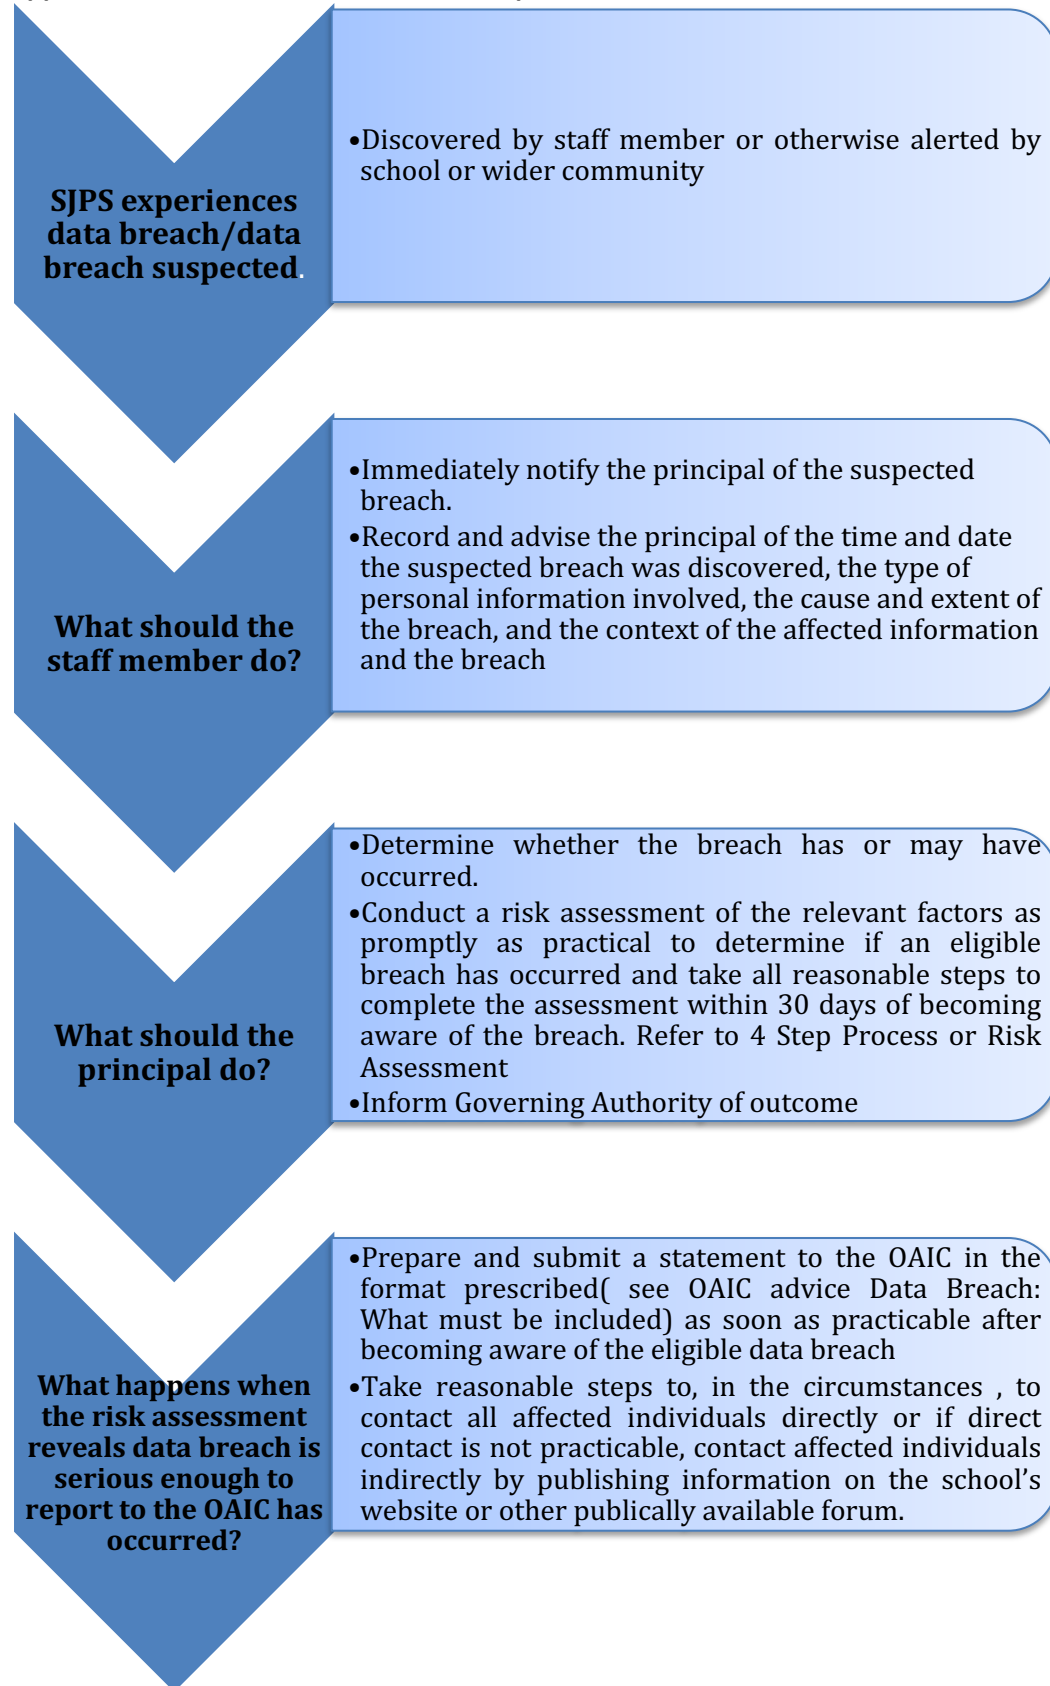 SJPS experiences
data breach/data
breach suspected.
•Discovered by staff member or otherwise alerted by
school or wider community
What should the
staff member do?
•Immediately notify the principal of the suspected
breach.
•Record and advise the principal of the time and date
the suspected breach was discovered, the type of
personal information involved, the cause and extent of
the breach, and the context of the affected information
and the breach
What should the
principal do?
•Determine whether the breach has or may have
occurred.
•Conduct a risk assessment of the relevant factors as
promptly as practical to determine if an eligible
breach has occurred and take all reasonable steps to
complete the assessment within 30 days of becoming
aware of the breach. Refer to 4 Step Process or Risk
Assessment
•Inform Governing Authority of outcome
What happens when
the risk assessment
reveals data breach is
serious enough to
report to the OAIC has
occurred?
•Prepare and submit a statement to the OAIC in the
format prescribed( see OAIC advice Data Breach:
What must be included) as soon as practicable after
becoming aware of the eligible data breach
•Take reasonable steps to, in the circumstances , to
contact all affected individuals directly or if direct
contact is not practicable, contact affected individuals
indirectly by publishing information on the school’s
website or other publically available forum.